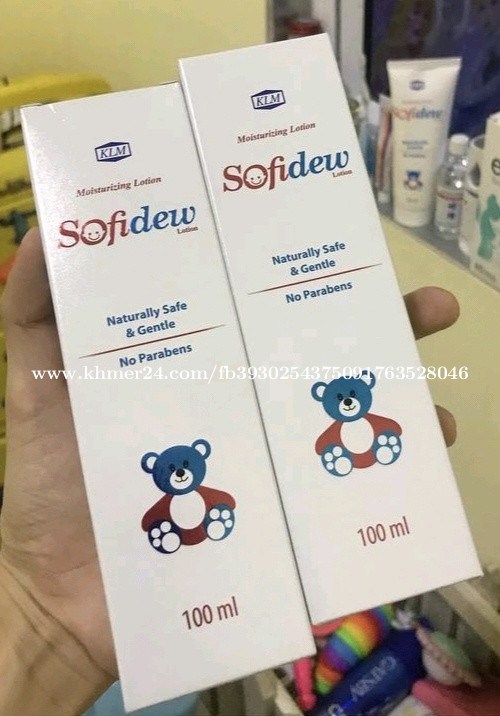 KLM
Moisturizing Lotion
Sofidew
Lotion
Naturally Safe
& Gentle
No Parabens
100 ml
KLM
Moisturizing Lotion
Sofidew
Lotion
Naturally Safe
& Gentle
No Parabens
100 ml
Sofidew
www.khmer24.com/fb3930254375091763528046